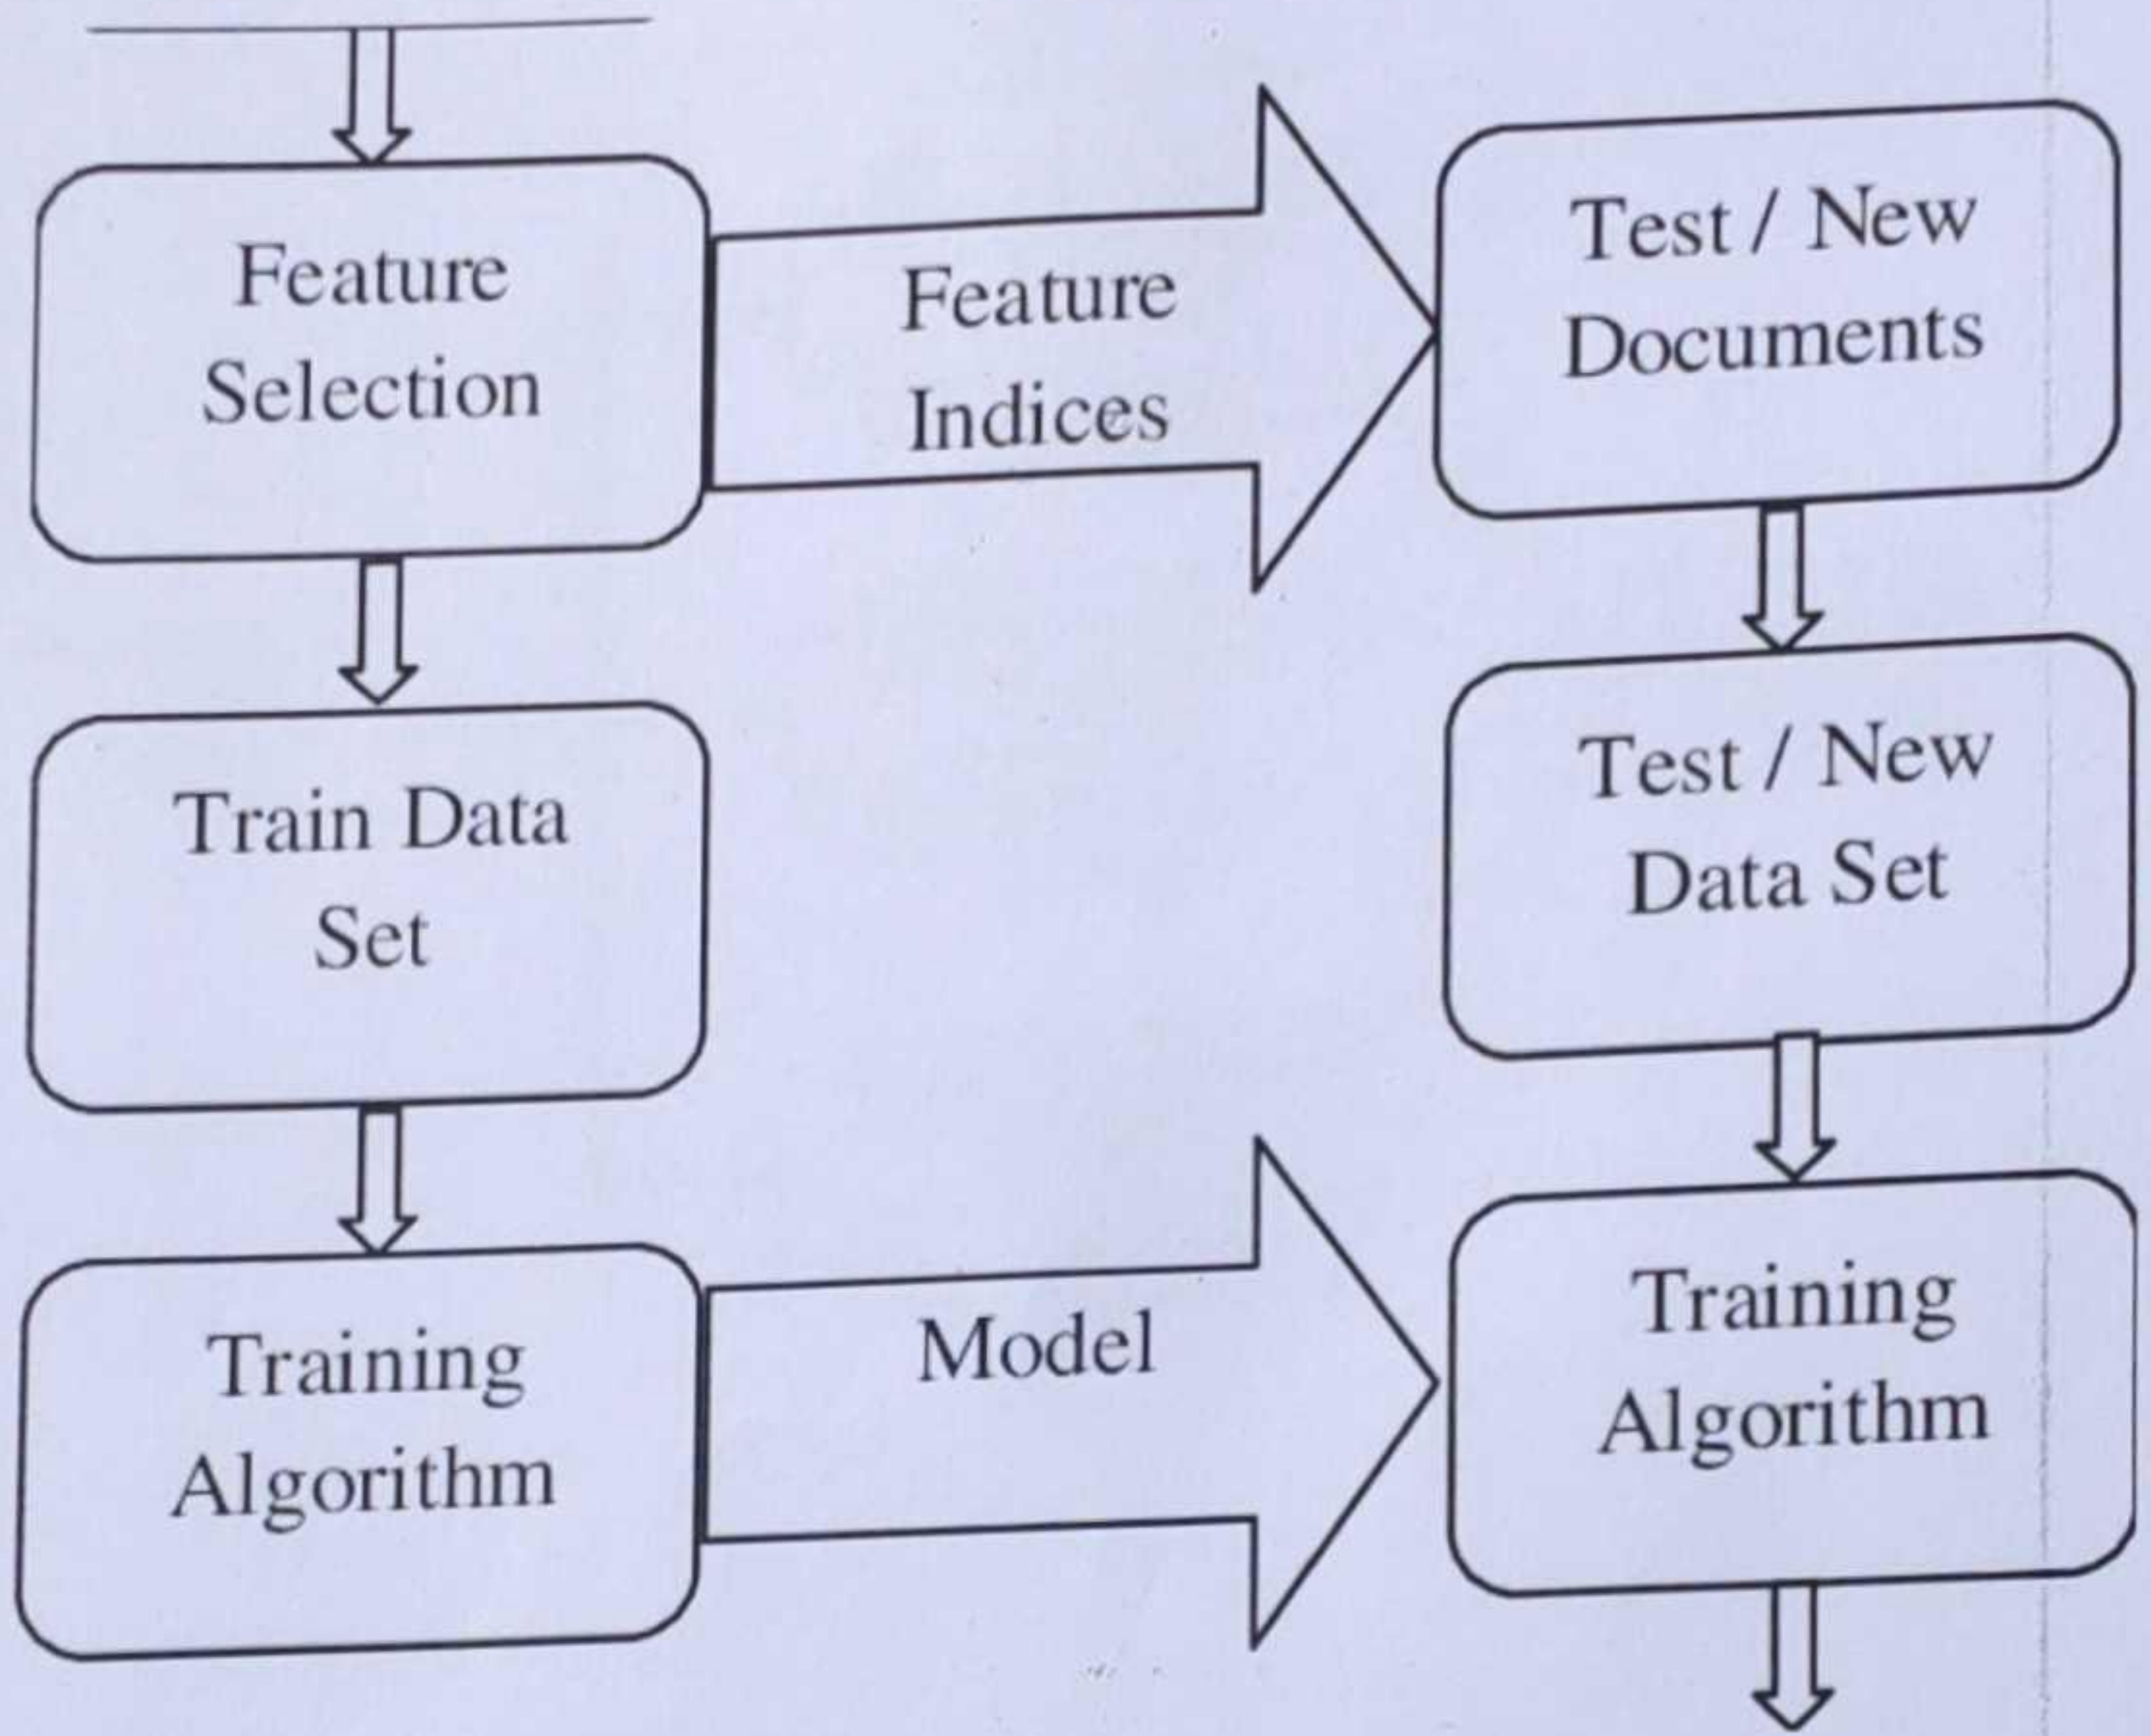 Feature
Selection
Feature
Indices
Test / New
Documents
Train Data
Set
Test / New
Data Set
Training
Algorithm
Model
Training
Algorithm